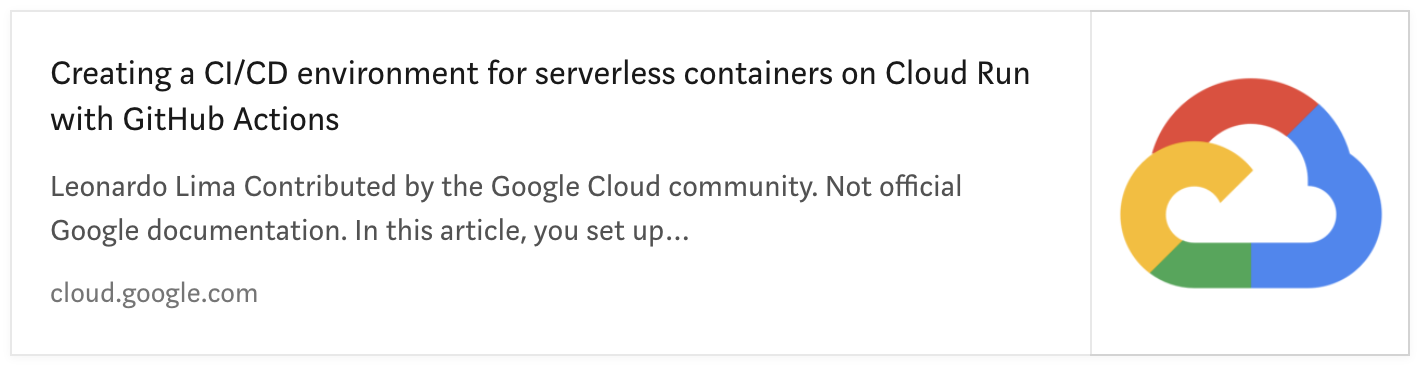 Creating a CI/CD environment for serverless containers on Cloud Run
with GitHub Actions
Leonardo Lima Contributed by the Google Cloud community. Not official
Google documentation. In this article, you set up...
cloud.google.com